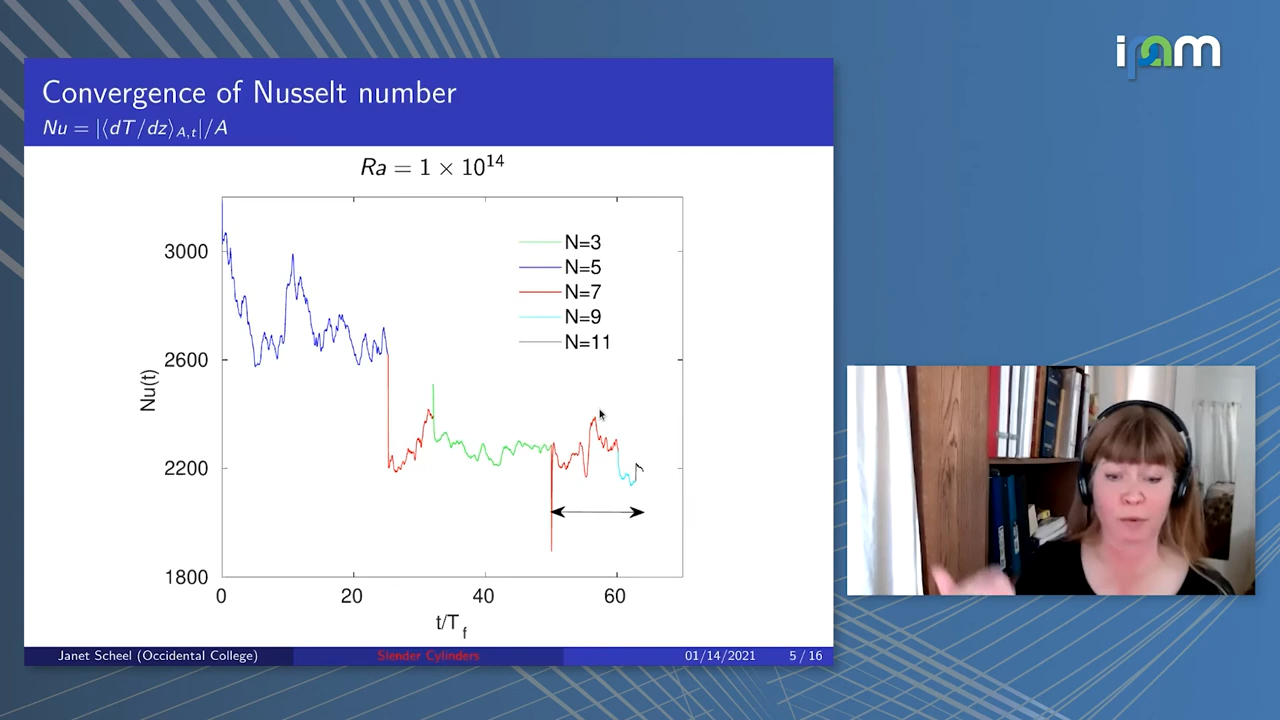 ipam
Convergence of Nusselt number
Nu = |⟨dT/dz⟩A,t|/A
Ra = 1 × 10^14
3000
2600
2200
1800
Nu(t)
N=3
N=5
N=7
N=9
N=11
0
20
40
60
t/Tf
Janet Scheel (Occidental College)
Slender Cylinders
01/14/2021
5 / 16